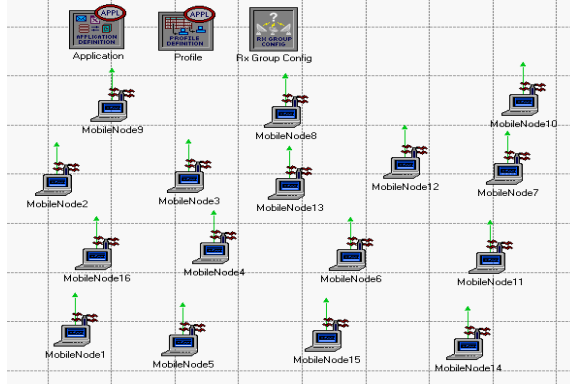 APPL
APPLICATION
DEFINITION
APPL
PROFILE
DEFINITION
?
RX GROUP
CONFIG
Application
Profile
Rx Group Config
MobileNode9
MobileNode8
MobileNode10
MobileNode2
MobileNode3
MobileNode13
MobileNode12
MobileNode7
MobileNode16
MobileNode4
MobileNode6
MobileNode11
MobileNode1
MobileNode5
MobileNode15
MobileNode14